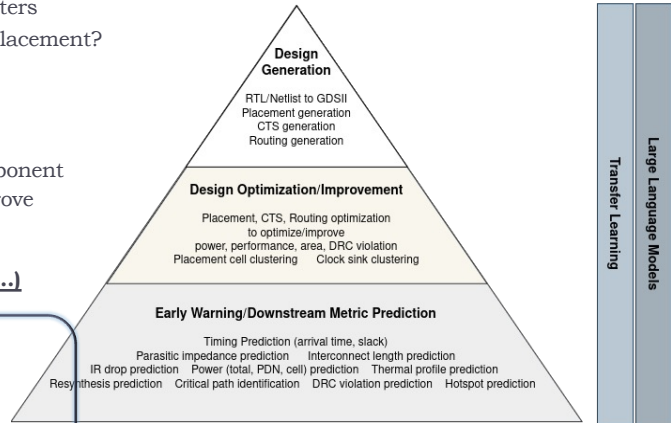 ters
lacement?
ponent
rove
..)
Design
Generation
RTL/Netlist to GDSII
Placement generation
CTS generation
Routing generation
Design Optimization/Improvement
Placement, CTS, Routing optimization
to optimize/improve
power, performance, area, DRC violation
Placement cell clustering Clock sink clustering
Early Warning/Downstream Metric Prediction
Timing Prediction (arrival time, slack)
Parasitic impedance prediction Interconnect length prediction
IR drop prediction Power (total, PDN, cell) prediction Thermal profile prediction
Resynthesis prediction Critical path identification DRC violation prediction Hotspot prediction
Transfer Learning
Large Language Models